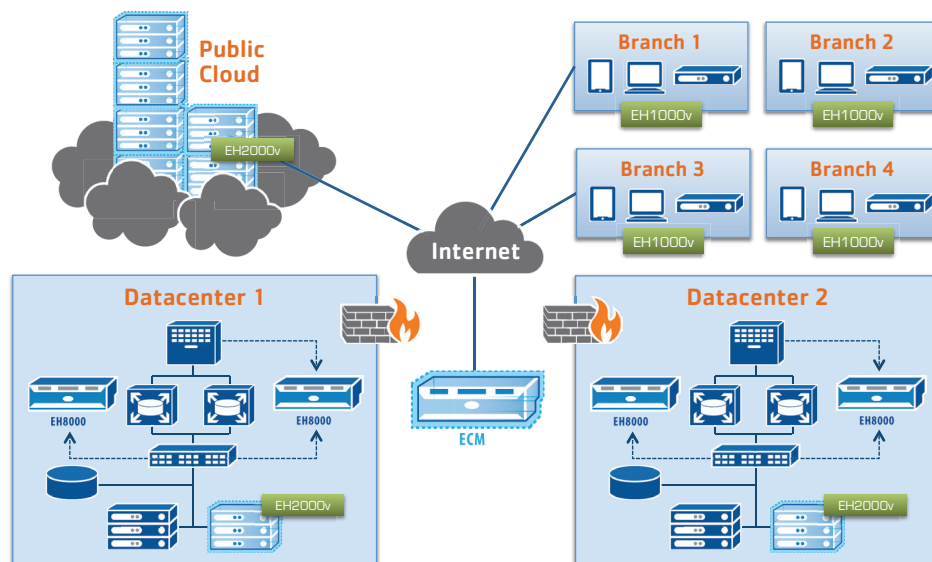 Public
Cloud
EH2000v
Branch 1
EH1000v
Branch 2
EH1000v
Branch 3
EH1000v
Branch 4
EH1000v
Internet
Datacenter 1
EH8000
EH8000
EH2000v
ECM
Datacenter 2
EH8000
EH8000
EH2000v